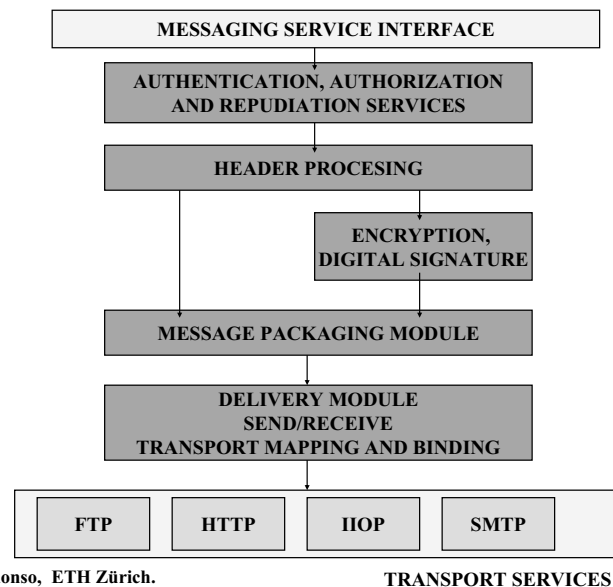 MESSAGING SERVICE INTERFACE
AUTHENTICATION, AUTHORIZATION
AND REPUDIATION SERVICES
HEADER PROCESING
ENCRYPTION,
DIGITAL SIGNATURE
MESSAGE PACKAGING MODULE
DELIVERY MODULE
SEND/RECEIVE
TRANSPORT MAPPING AND BINDING
FTP
HTTP
IIOP
SMTP
ETH Zürich.
TRANSPORT SERVICES